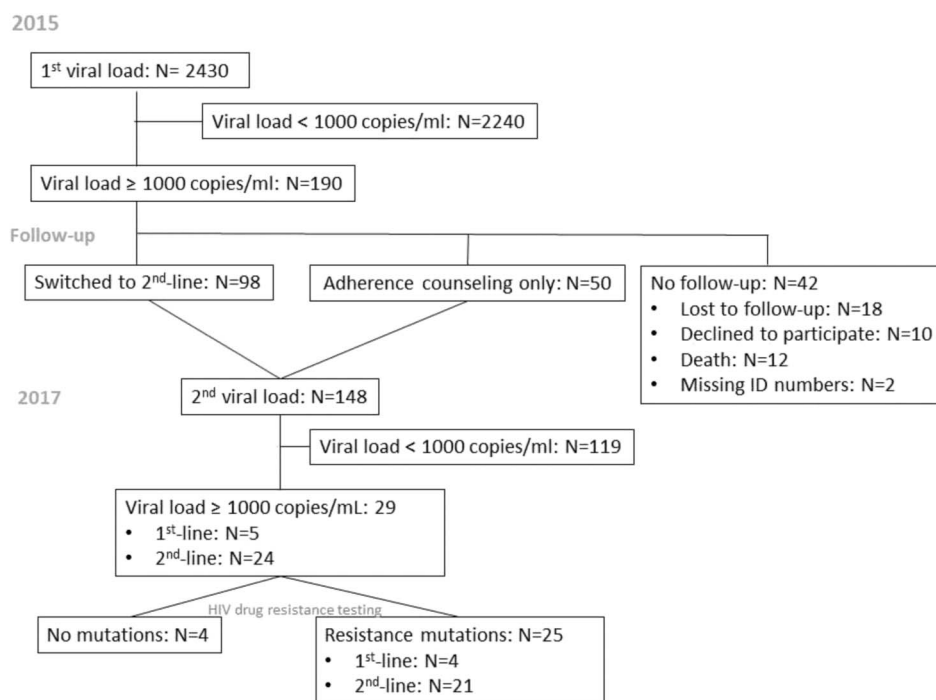 2015
1st viral load: N= 2430
Viral load < 1000 copies/ml: N=2240
Viral load ≥ 1000 copies/ml: N=190
Follow-up
Switched to 2nd-line: N=98
Adherence counseling only: N=50
No follow-up: N=42
• Lost to follow-up: N=18
• Declined to participate: N=10
• Death: N=12
• Missing ID numbers: N=2
2017
2nd viral load: N=148
Viral load < 1000 copies/ml: N=119
Viral load ≥ 1000 copies/mL: 29
• 1st-line: N=5
• 2nd-line: N=24
HIV drug resistance testing
No mutations: N=4
Resistance mutations: N=25
• 1st-line: N=4
• 2nd-line: N=21